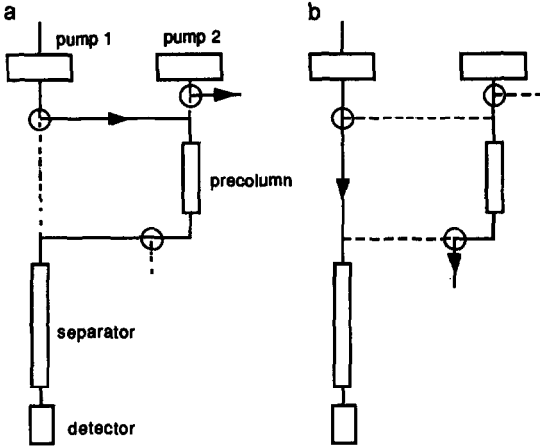 a
b
pump 1
pump 2
precolumn
separator
detector